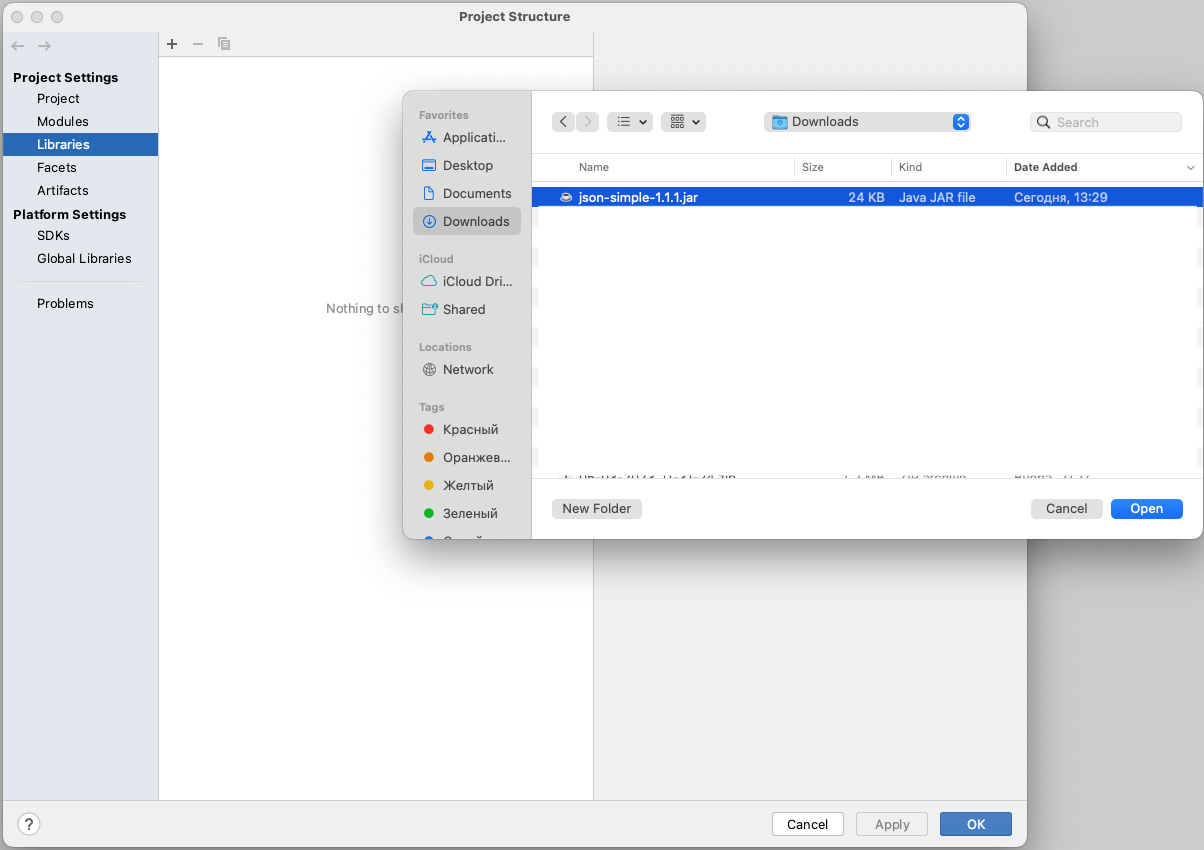 Project Structure
Project Settings
Project
Modules
Libraries
Facets
Artifacts
Platform Settings
SDKs
Global Libraries
Problems
Nothing to
Favorites
Applicati...
Desktop
Documents
Downloads
iCloud
iCloud Dri...
Shared
Locations
Network
Tags
Красный
Оранжев...
Желтый
Зеленый
Downloads
Search
Name Size Kind Date Added
json-simple-1.1.1.jar 24 KB Java JAR file Сегодня, 13:29
New Folder Cancel Open
? Cancel Apply OK